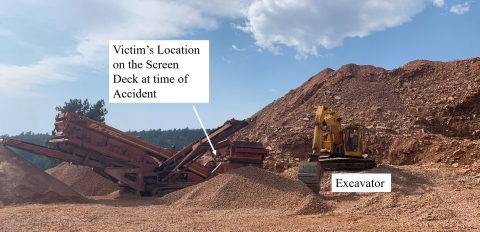 Victim's Location
on the Screen
Deck at time of
Accident
Excavator